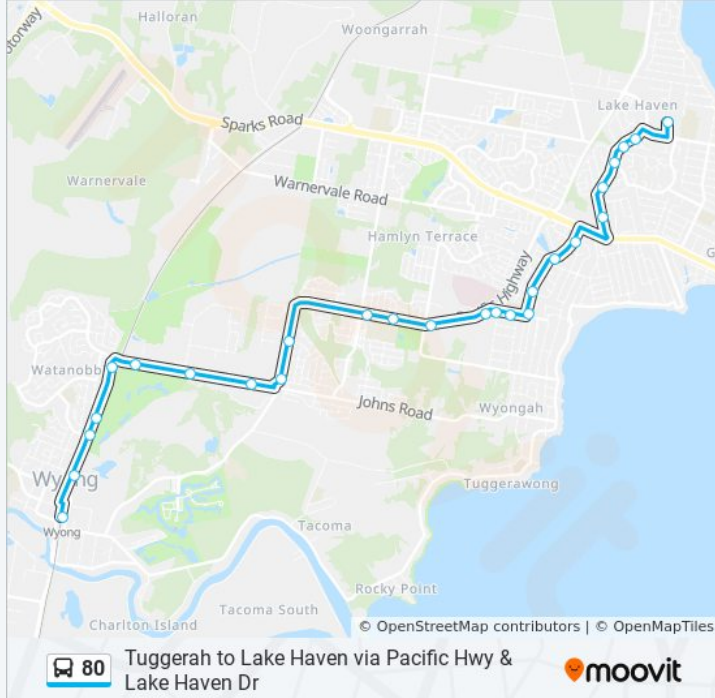 Halloran
Woongarrah
otorway
Lake Haven
Sparks Road
Warnervale
Warnervale Road
Hamlyn Terrace
G
Highway
Watanobb
Johns Road
Wyongah
Wyong
Tuggerawong
Tacoma
Wyong
Rocky Point
Tacoma South
Charlton Island
© OpenStreetMap contributors | © OpenMapTiles
80
Tuggerah to Lake Haven via Pacific Hwy &
Lake Haven Dr
moovit